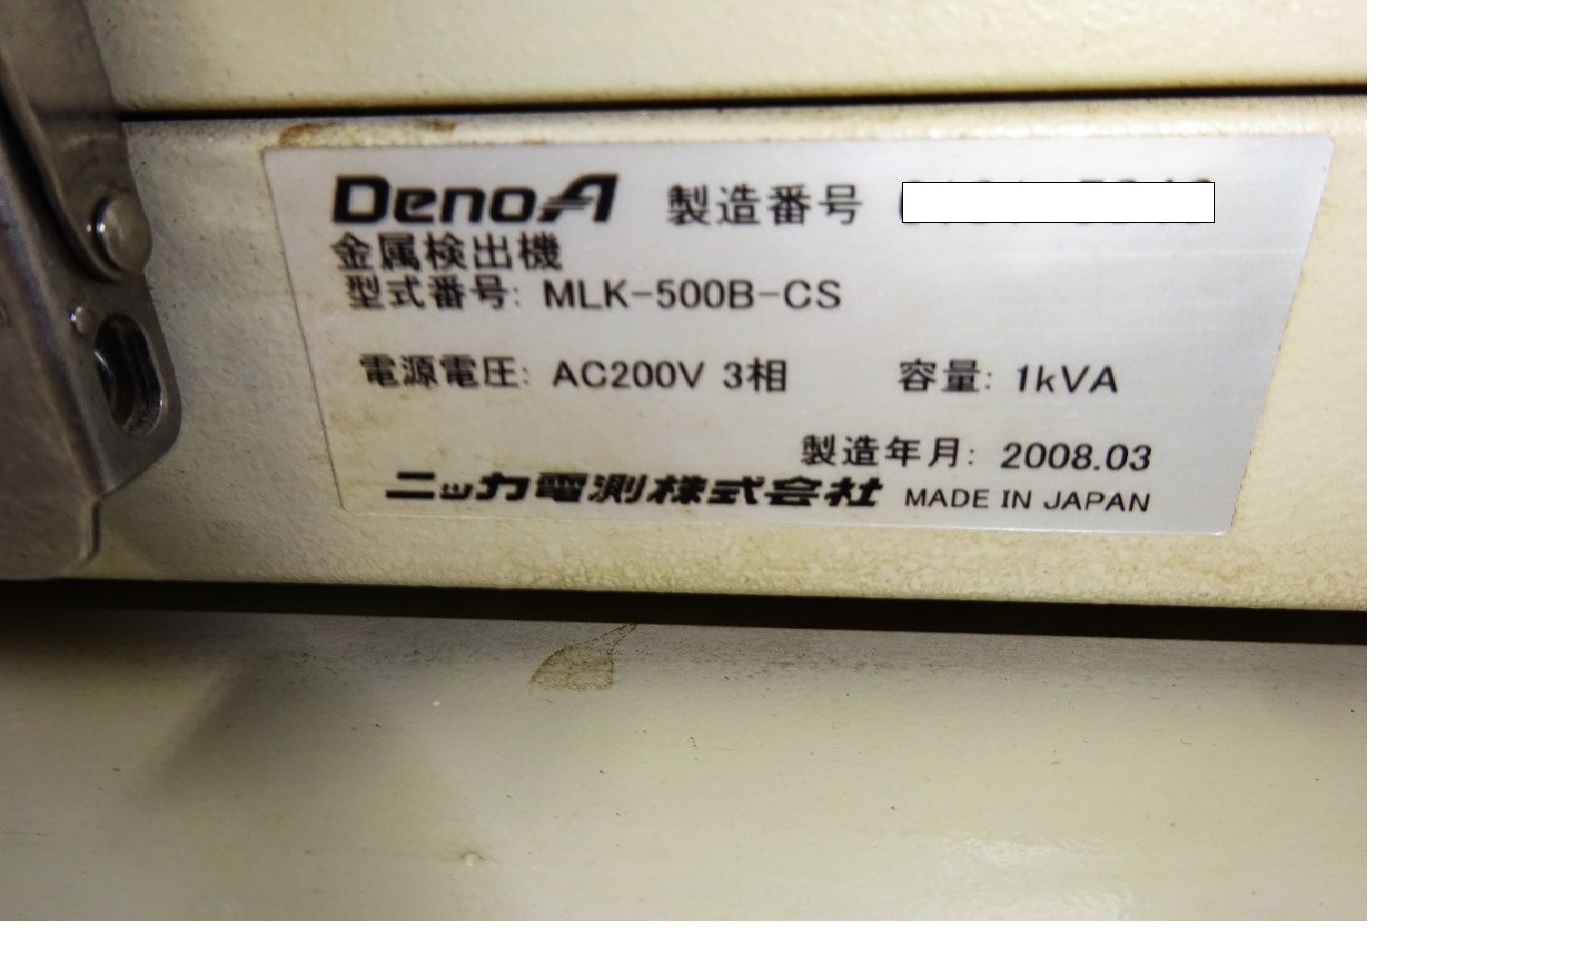 DenoA 製造番号
金属検出機
型式番号: MLK-500B-CS
電源電圧: AC200V 3相 容量: 1kVA
製造年月: 2008.03
ニッカ電測株式会社 MADE IN JAPAN